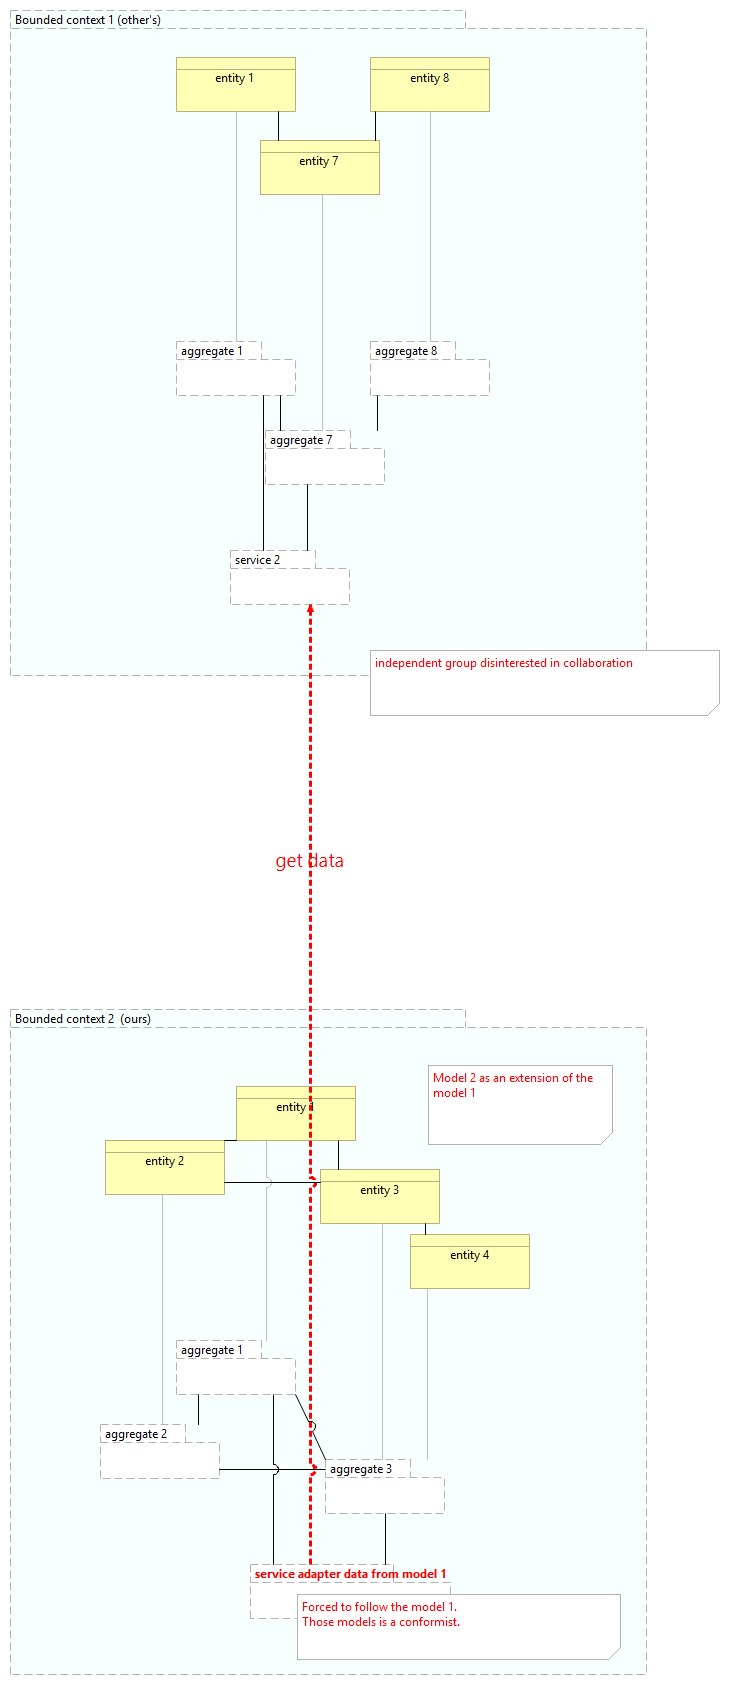 Bounded context 1 (other's)
entity 1
entity 8
entity 7
aggregate 1
aggregate 8
aggregate 7
service 2
independent group disinterested in collaboration
get data
Bounded context 2  (ours)
Model 2 as an extension of the
model 1
entity 1
entity 2
entity 3
entity 4
aggregate 1
aggregate 2
aggregate 3
service adapter data from model 1
Forced to follow the model 1.
Those models is a conformist.